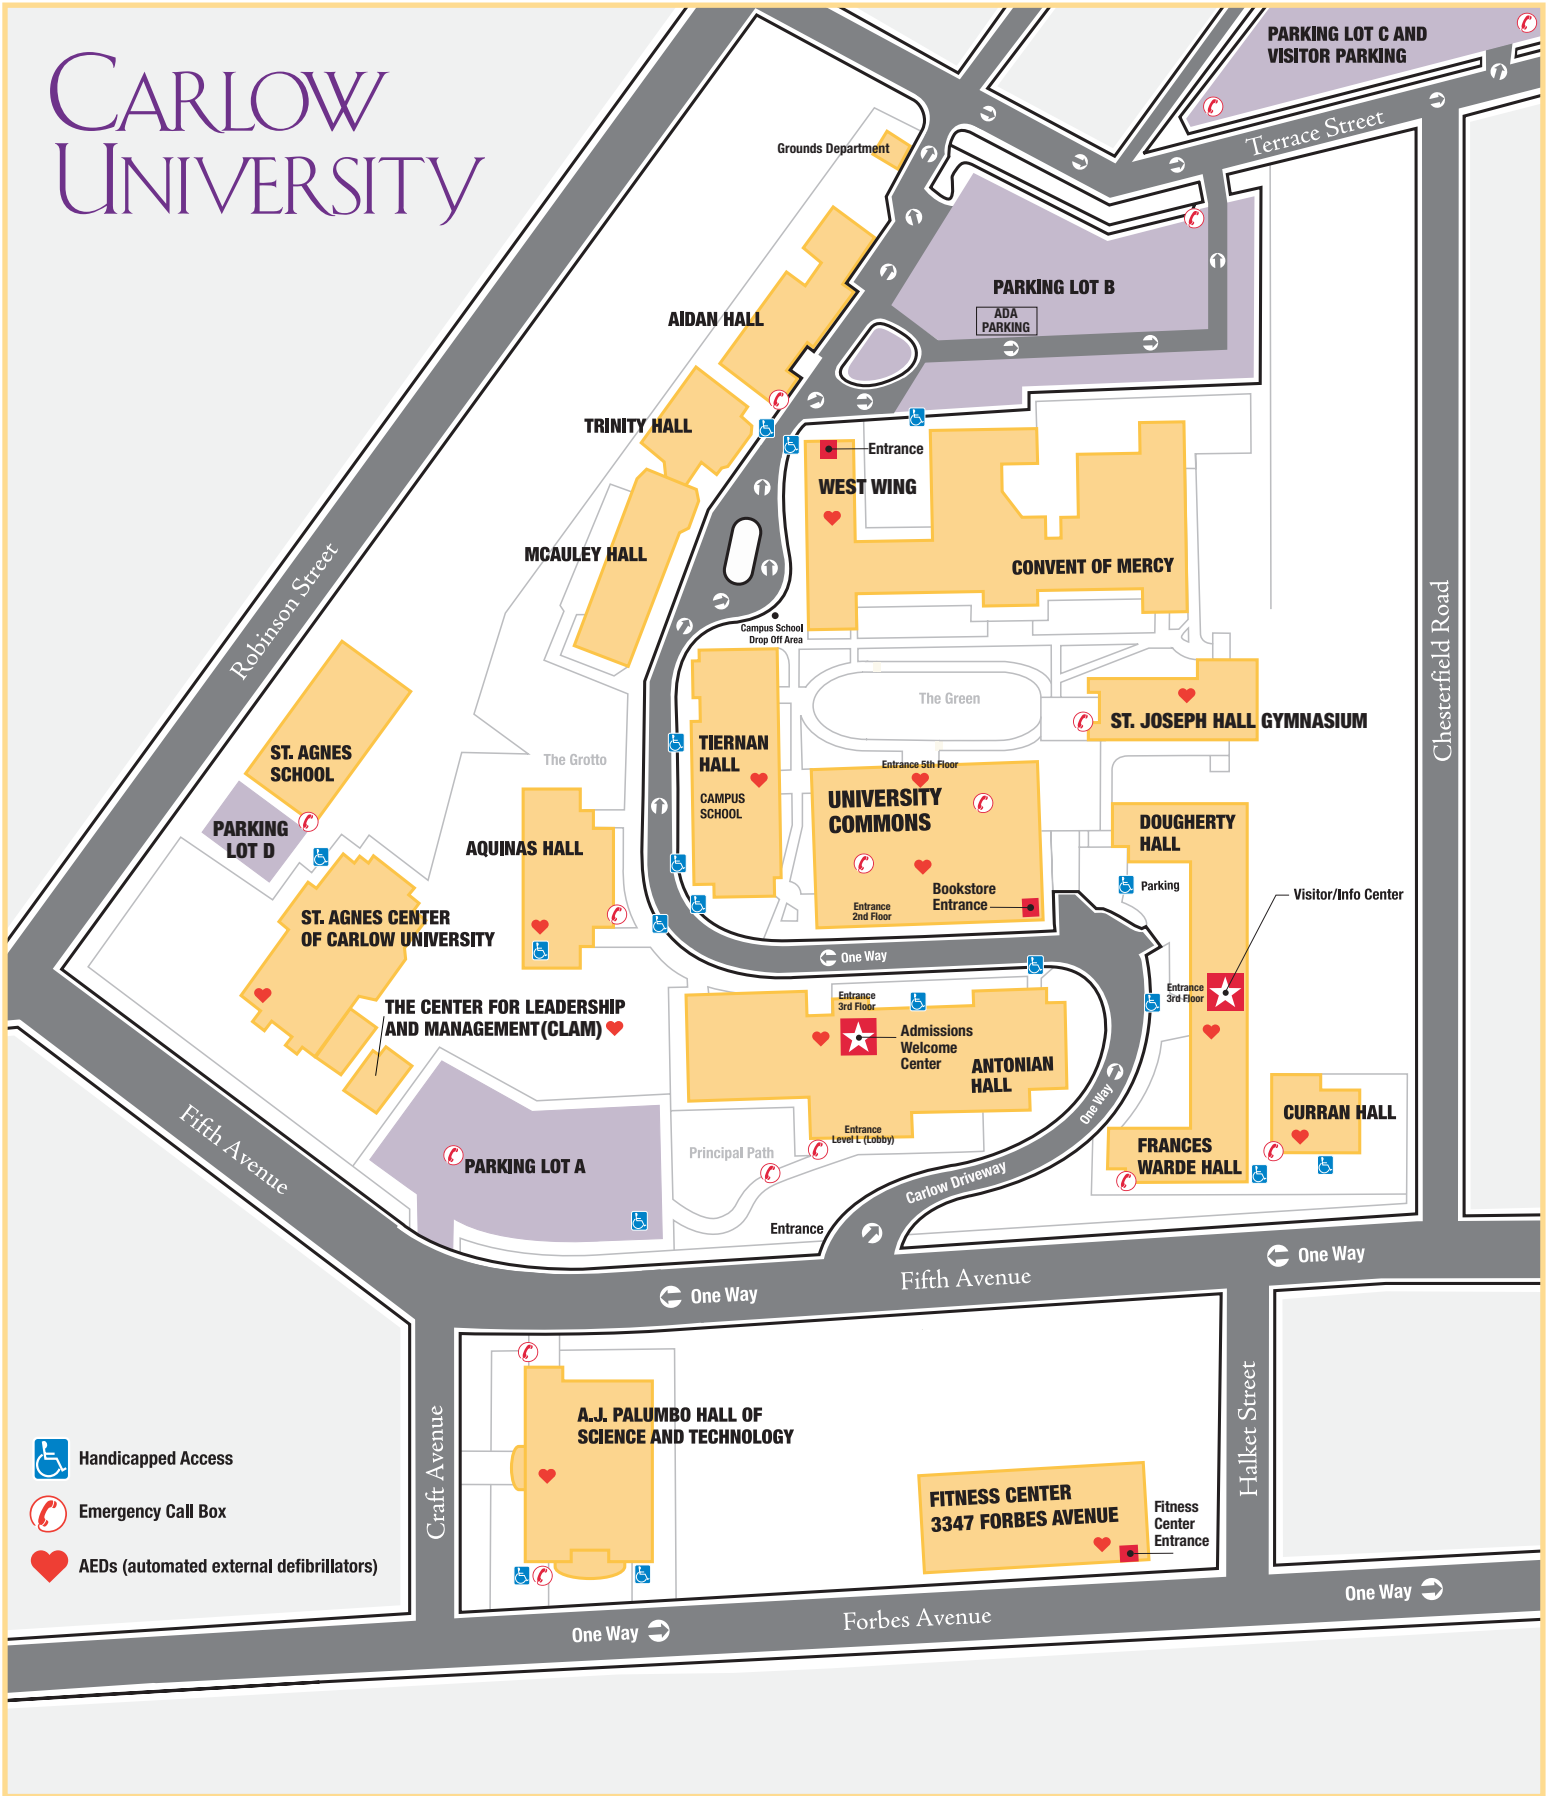 CARLOW
UNIVERSITY
PARKING LOT C AND
VISITOR PARKING
Terrace Street
Grounds Department
PARKING LOT B
ADA
PARKING
AIDAN HALL
TRINITY HALL
Entrance
WEST WING
MCAULEY HALL
CONVENT OF MERCY
Robinson Street
Chesterfield Road
Campus School
Drop Off Area
The Green
ST. JOSEPH HALL GYMNASIUM
ST. AGNES
SCHOOL
The Grotto
TIERNAN
HALL
CAMPUS
SCHOOL
Entrance 5th Floor
UNIVERSITY
COMMONS
PARKING
LOT D
AQUINAS HALL
DOUGHERTY
HALL
Parking
Bookstore
Entrance
Entrance
2nd Floor
Visitor/Info Center
ST. AGNES CENTER
OF CARLOW UNIVERSITY
One Way
Entrance
3rd Floor
Entrance
3rd Floor
THE CENTER FOR LEADERSHIP
AND MANAGEMENT (CLAM)
Admissions
Welcome
Center
ANTONIAN
HALL
One Way
CURRAN HALL
Fifth Avenue
Entrance
Level L (Lobby)
Principal Path
FRANCES
WARDE HALL
PARKING LOT A
Carlow Driveway
Entrance
One Way
Fifth Avenue
One Way
A.J. PALUMBO HALL OF
SCIENCE AND TECHNOLOGY
Craft Avenue
Halket Street
Handicapped Access
Emergency Call Box
AEDs (automated external defibrillators)
FITNESS CENTER
3347 FORBES AVENUE
Fitness
Center
Entrance
One Way
Forbes Avenue
One Way